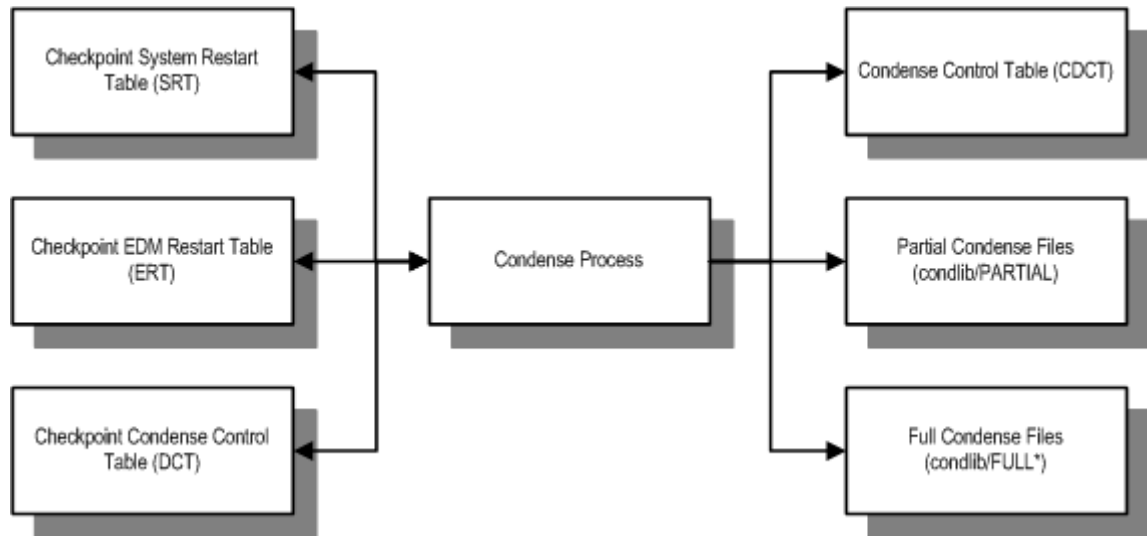 Checkpoint System Restart
Table (SRT)
Condense Control Table (CDCT)
Checkpoint EDM Restart Table
(ERT)
Condense Process
Partial Condense Files
(condlib/PARTIAL)
Checkpoint Condense Control
Table (DCT)
Full Condense Files
(condlib/FULL*)